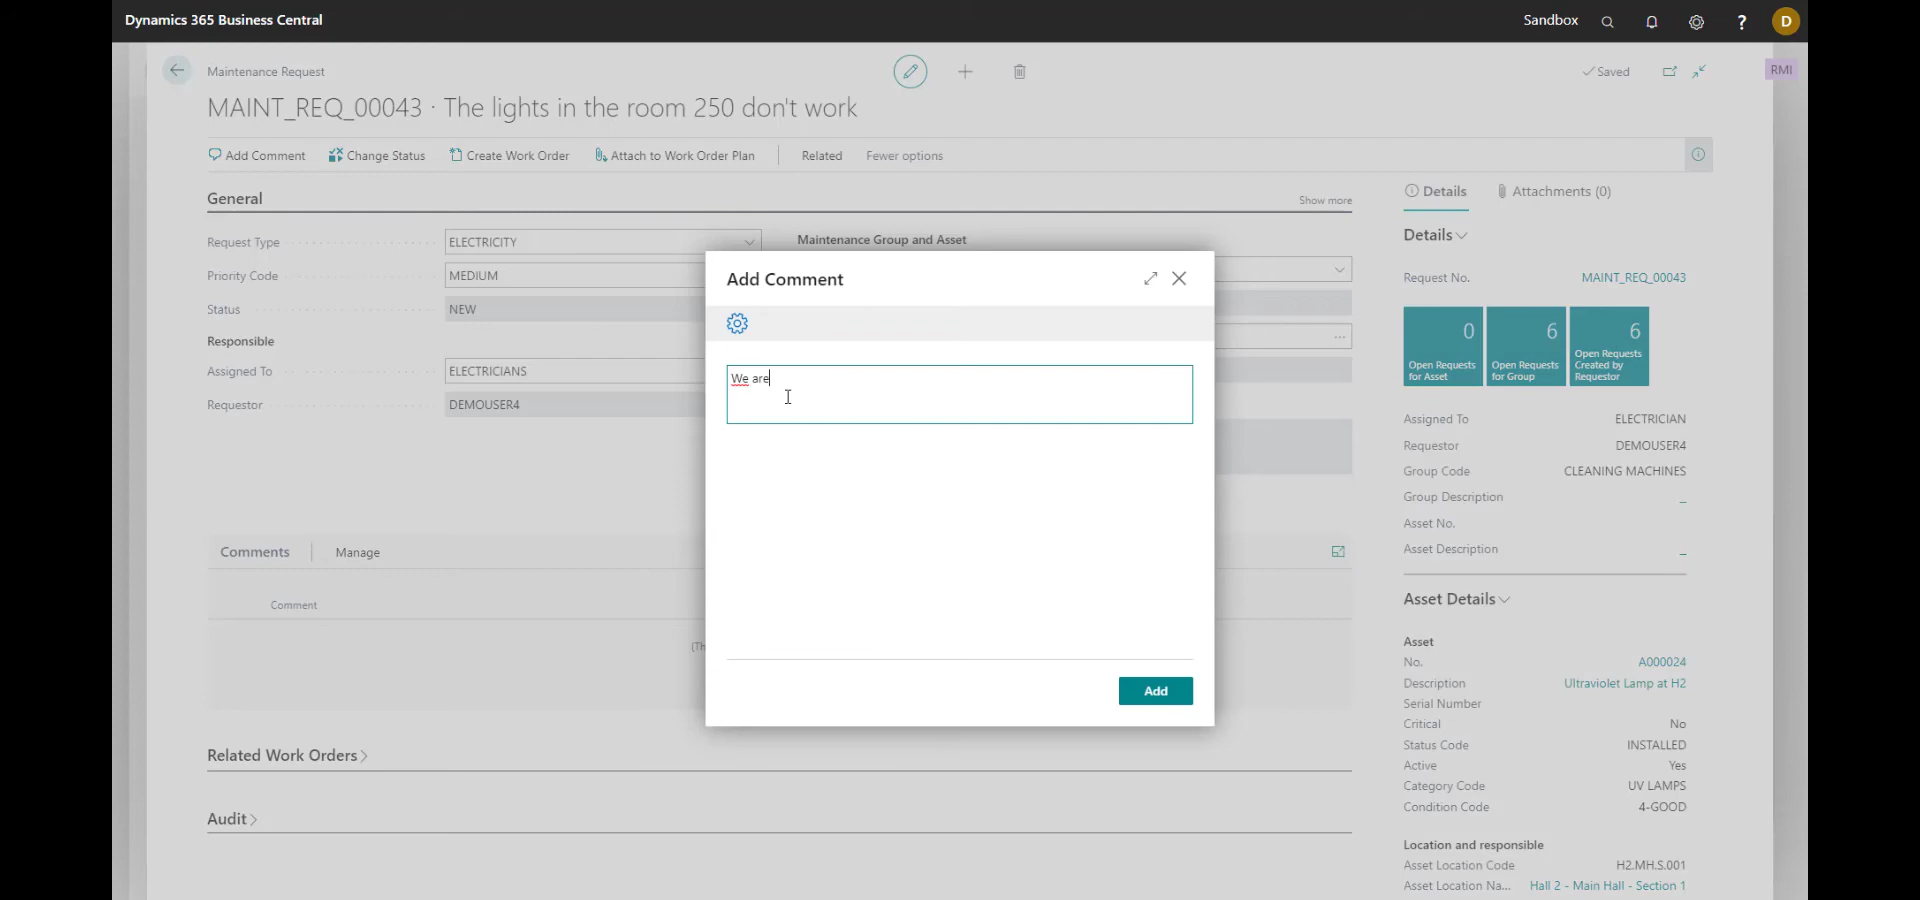 Dynamics 365 Business Central
Sandbox
?
D
Maintenance Request
Saved
RMI
MAINT_REQ_00043 · The lights in the room 250 don't work
Add Comment
Change Status
Create Work Order
Attach to Work Order Plan
Related
Fewer options
General
Show more
Request Type
ELECTRICITY
Priority Code
MEDIUM
Status
NEW
Responsible
Assigned To
ELECTRICIANS
Requestor
DEMOUSER4
Maintenance Group and Asset
Add Comment
We are
Add
Comments
Manage
Comment
(Th
Related Work Orders
Audit
Details
Attachments (0)
Details
Request No.
MAINT_REQ_00043
0
Open Requests
for Asset
6
Open Requests
for Group
6
Open Requests
Created by
Requestor
Assigned To
ELECTRICIAN
Requestor
DEMOUSER4
Group Code
CLEANING MACHINES
Group Description
_
Asset No.
Asset Description
_
Asset Details
Asset
No.
A000024
Description
Ultraviolet Lamp at H2
Serial Number
Critical
No
Status Code
INSTALLED
Active
Yes
Category Code
UV LAMPS
Condition Code
4-GOOD
Location and responsible
Asset Location Code
H2.MH.S.001
Asset Location Na...
Hall 2 - Main Hall - Section 1